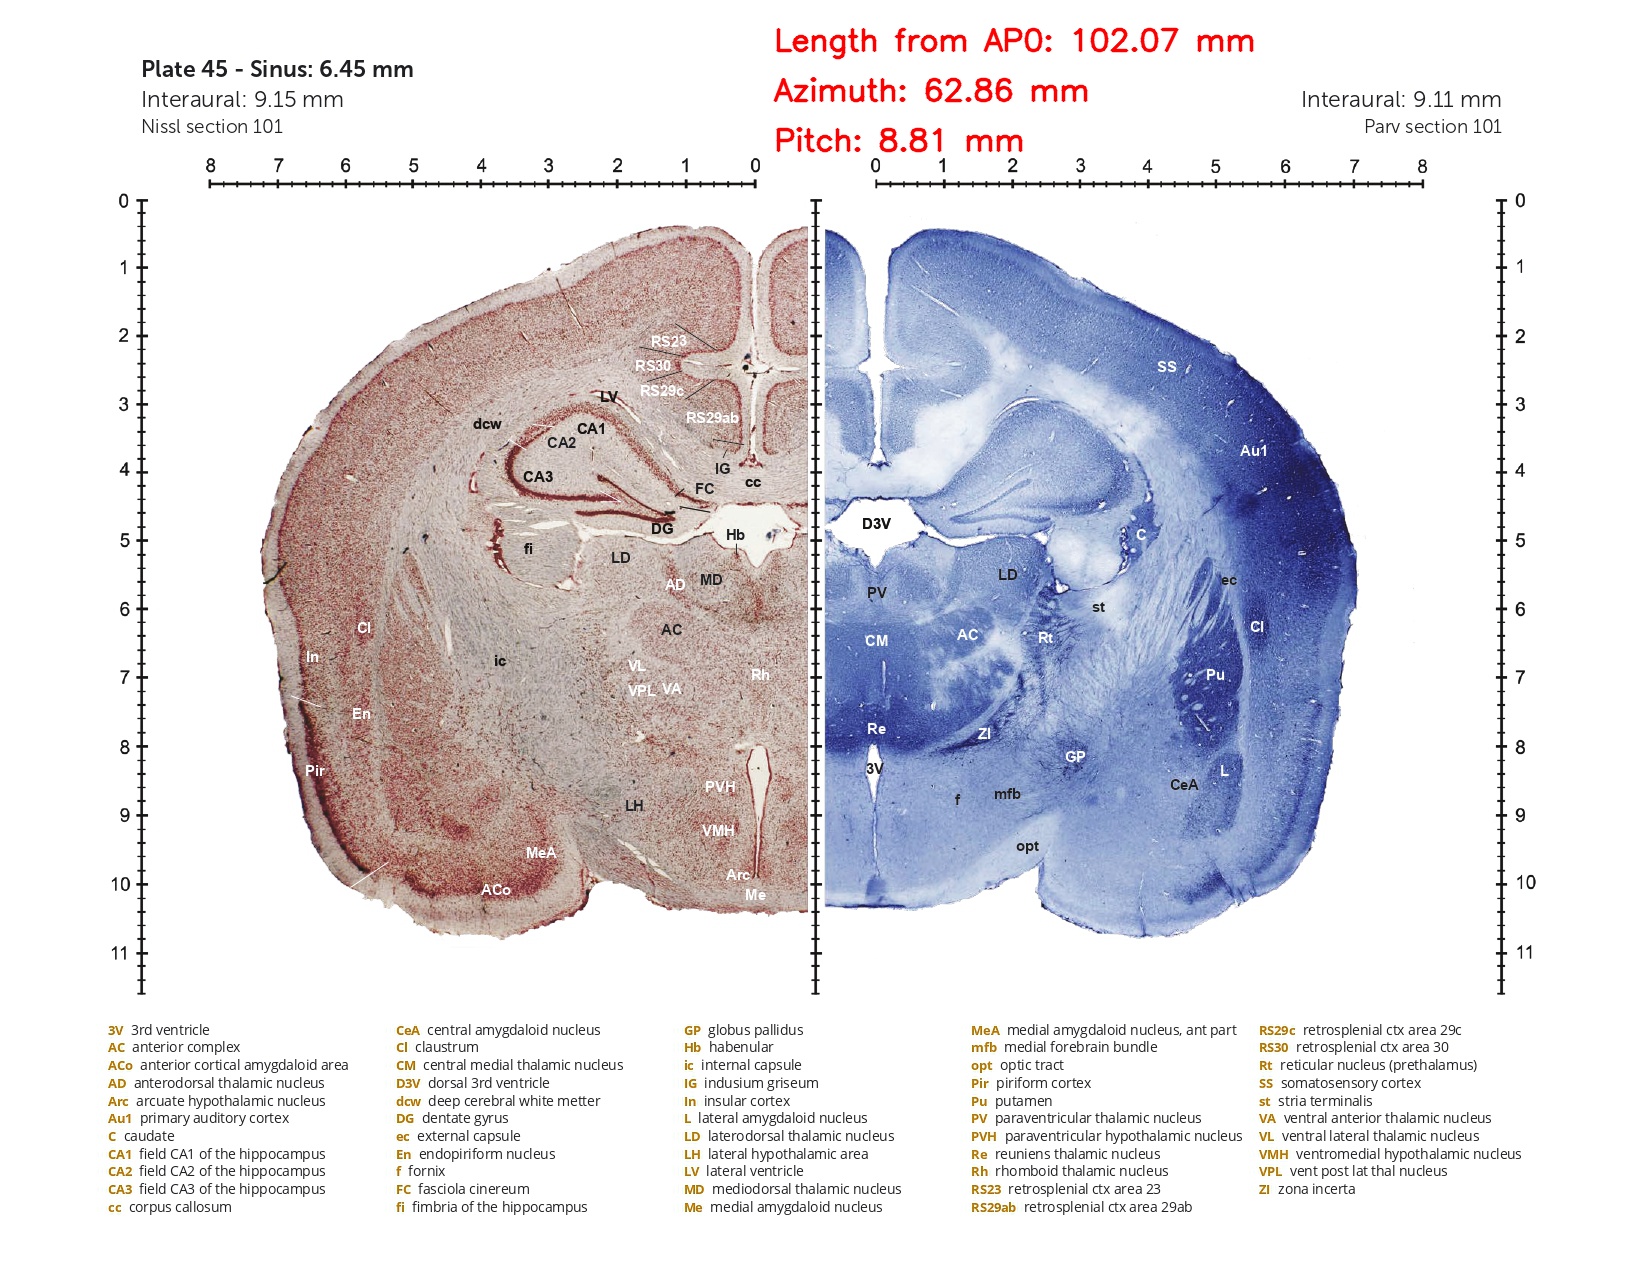 Length from AP0: 102.07 mm
Plate 45 - Sinus: 6.45 mm
Azimuth: 62.86 mm
Interaural: 9.15 mm
Interaural: 9.11 mm
Nissl section 101
Parv section 101
Pitch: 8.81 mm
8 7 6 5 4 3 2 1 0
0 1 2 3 4 5 6 7 8
0 0
1 1
2 2
RS23
RS30
SS
RS29c
LV
3 3
dcw
CA1
RS29ab
CA2
Au1
4 4
IG
CA3
cc
FC
DG
D3V
Hb
C
5 5
fi
LD
LD
MD
AD
ec
PV
st
6 6
Cl
AC
Cl
AC
Rt
CM
In
ic
VL
Rh
Pu
7 7
VPL
VA
En
Re
ZI
8 8
GP
Pir
3V
L
PVH
CeA
LH
f
mfb
9 9
VMH
opt
MeA
Arc
10 10
ACo
Me
11 11
3V 3rd ventricle
AC anterior complex
ACo anterior cortical amygdaloid area
AD anterodorsal thalamic nucleus
Arc arcuate hypothalamic nucleus
Au1 primary auditory cortex
C caudate
CA1 field CA1 of the hippocampus
CA2 field CA2 of the hippocampus
CA3 field CA3 of the hippocampus
cc corpus callosum
CeA central amygdaloid nucleus
Cl claustrum
CM central medial thalamic nucleus
D3V dorsal 3rd ventricle
dcw deep cerebral white metter
DG dentate gyrus
ec external capsule
En endopiriform nucleus
f fornix
FC fasciola cinereum
fi fimbria of the hippocampus
GP globus pallidus
Hb habenular
ic internal capsule
IG indusium griseum
In insular cortex
L lateral amygdaloid nucleus
LD laterodorsal thalamic nucleus
LH lateral hypothalamic area
LV lateral ventricle
MD mediodorsal thalamic nucleus
Me medial amygdaloid nucleus
MeA medial amygdaloid nucleus, ant part
mfb medial forebrain bundle
opt optic tract
Pir piriform cortex
Pu putamen
PV paraventricular thalamic nucleus
PVH paraventricular hypothalamic nucleus
Re reuniens thalamic nucleus
Rh rhomboid thalamic nucleus
RS23 retrosplenial ctx area 23
RS29ab retrosplenial ctx area 29ab
RS29c retrosplenial ctx area 29c
RS30 retrosplenial ctx area 30
Rt reticular nucleus (prethalamus)
SS somatosensory cortex
st stria terminalis
VA ventral anterior thalamic nucleus
VL ventral lateral thalamic nucleus
VMH ventromedial hypothalamic nucleus
VPL vent post lat thal nucleus
ZI zona incerta